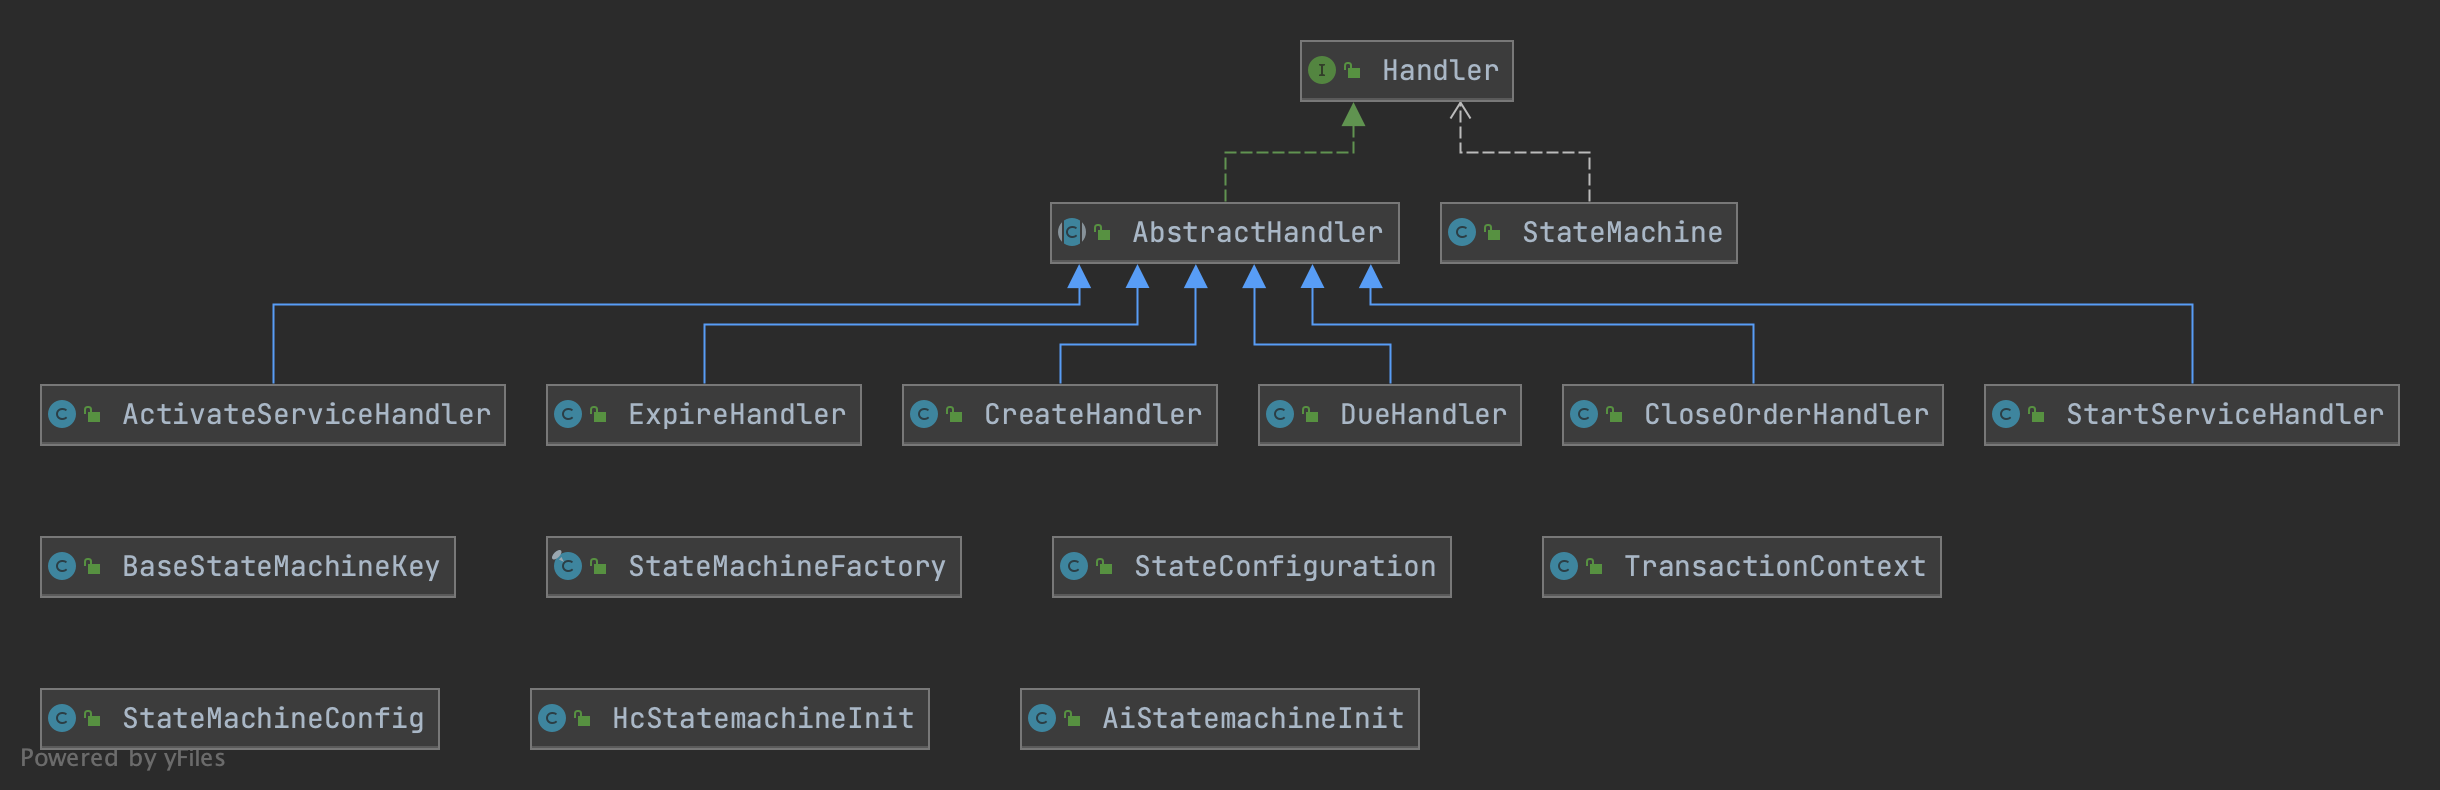 Handler
AbstractHandler
StateMachine
ActivateServiceHandler
ExpireHandler
CreateHandler
DueHandler
CloseOrderHandler
StartServiceHandler
BaseStateMachineKey
StateMachineFactory
StateConfiguration
TransactionContext
StateMachineConfig
HcStatemachineInit
AiStatemachineInit
Powered by yFiles